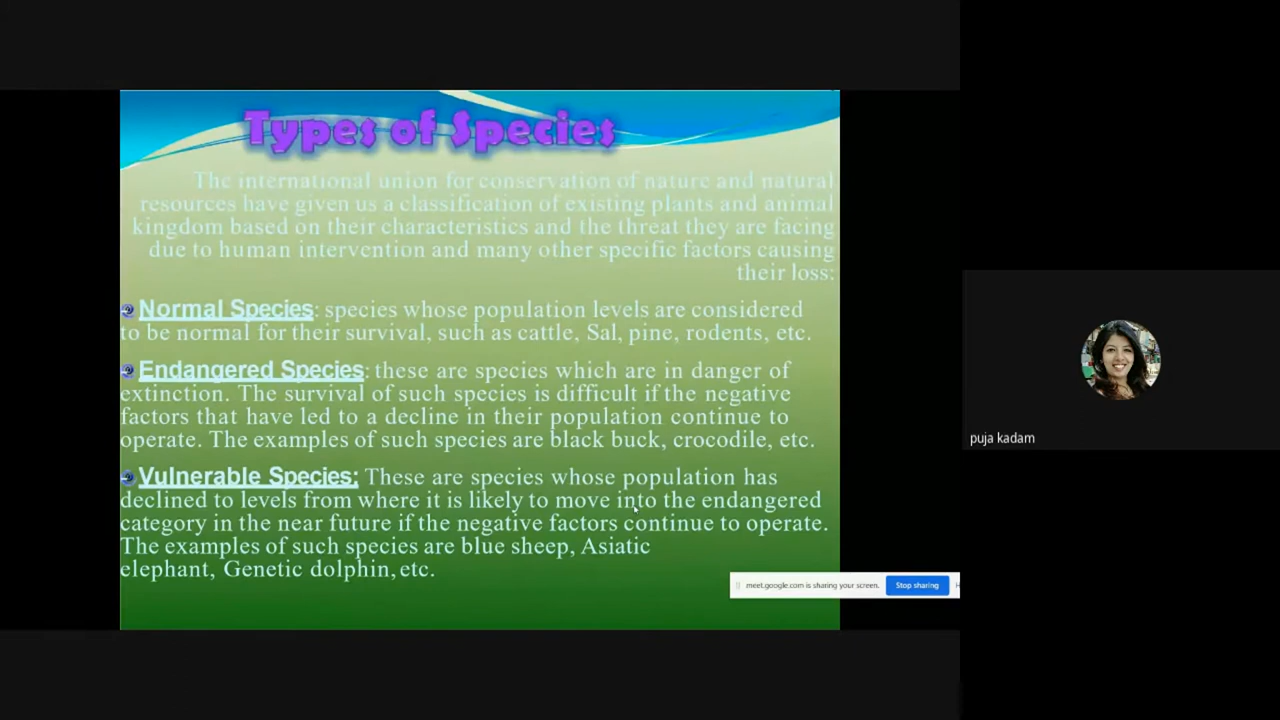 Types of Species
The international union for conservation of nature and natural
resources have given us a classification of existing plants and animal
kingdom based on their characteristics and the threat they are facing
due to human intervention and many other specific factors causing
their loss:
Normal Species: species whose population levels are considered
to be normal for their survival, such as cattle, Sal, pine, rodents, etc.
Endangered Species: these are species which are in danger of
extinction. The survival of such species is difficult if the negative
factors that have led to a decline in their population continue to
operate. The examples of such species are black buck, crocodile, etc.
Vulnerable Species: These are species whose population has
declined to levels from where it is likely to move into the endangered
category in the near future if the negative factors continue to operate.
The examples of such species are blue sheep, Asiatic
elephant, Genetic dolphin, etc.
meet.google.com is sharing your screen. Stop sharing H
puja kadam